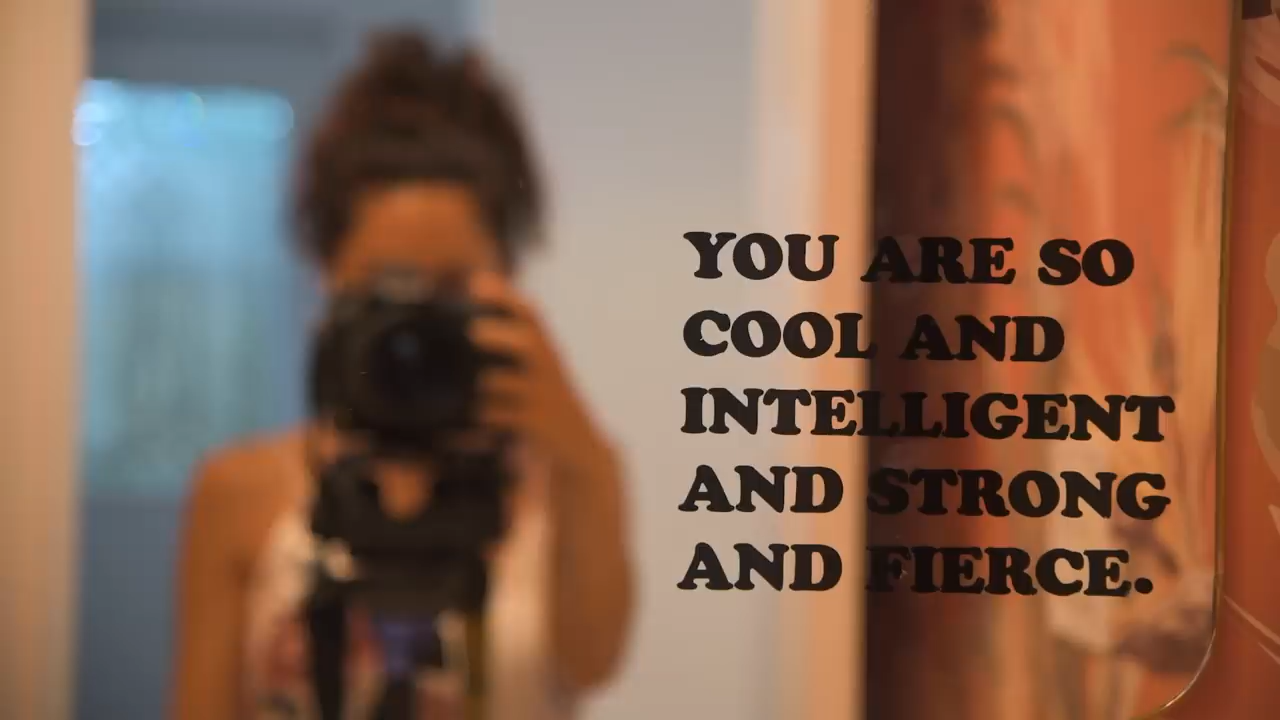 YOU ARE SO
COOL AND
INTELLIGENT
AND STRONG
AND FIERCE.